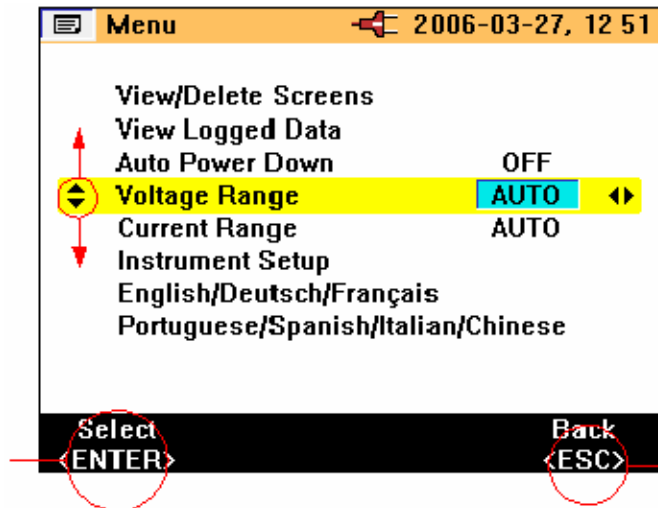 Menu 2006-03-27, 12 51
View/Delete Screens
View Logged Data
Auto Power Down OFF
Voltage Range AUTO
Current Range AUTO
Instrument Setup
English/Deutsch/Français
Portuguese/Spanish/Italian/Chinese
Select Back
<ENTER> <ESC>